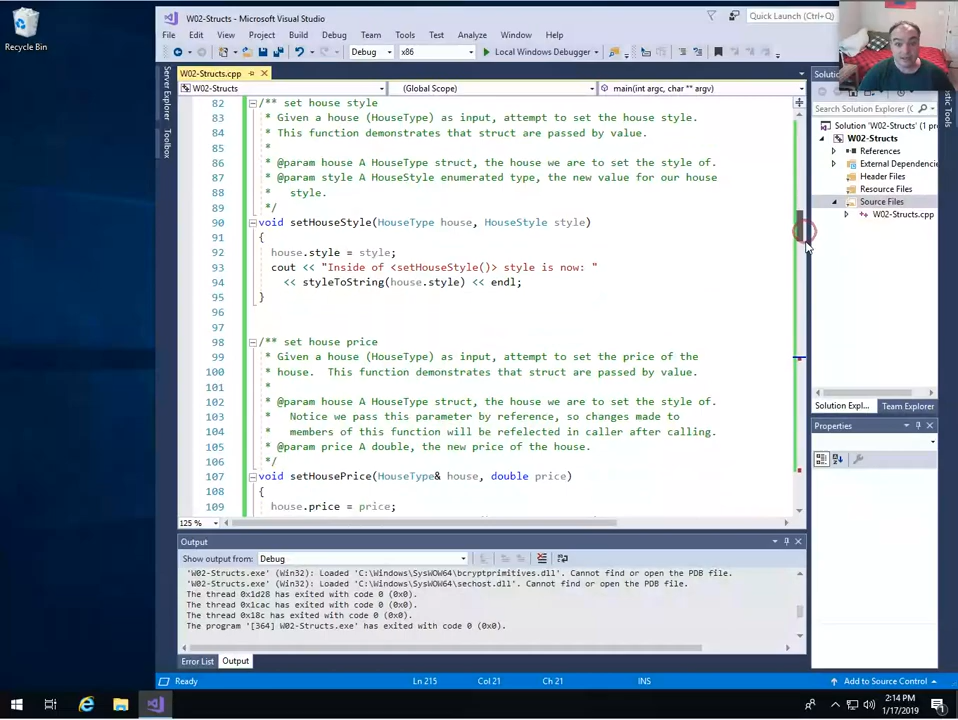 Recycle Bin
W02-Structs - Microsoft Visual Studio
Quick Launch (Ctrl+Q)
File Edit View Project Build Debug Team Tools Test Analyze Window Help
Debug x86 Local Windows Debugger
Server Explorer
Toolbox
W02-Structs.cpp
W02-Structs (Global Scope) main(int argc, char ** argv)
82 /** set house style
83 * Given a house (HouseType) as input, attempt to set the house style.
84 * This function demonstrates that struct are passed by value.
85 *
86 * @param house A HouseType struct, the house we are to set the style of.
87 * @param style A HouseStyle enumerated type, the new value for our house
88 * style.
89 */
90 void setHouseStyle(HouseType house, HouseStyle style)
91 {
92 house.style = style;
93 cout << "Inside of <setHouseStyle()> style is now: "
94 << styleToString(house.style) << endl;
95 }
96
97
98 /** set house price
99 * Given a house (HouseType) as input, attempt to set the price of the
100 * house. This function demonstrates that struct are passed by value.
101 *
102 * @param house A HouseType struct, the house we are to set the style of.
103 * Notice we pass this parameter by reference, so changes made to
104 * members of this function will be refelected in caller after calling.
105 * @param price A double, the new price of the house.
106 */
107 void setHousePrice(HouseType& house, double price)
108 {
109 house.price = price;
125 %
Output
Show output from: Debug
'W02-Structs.exe' (Win32): Loaded 'C:\Windows\SysWOW64\bcryptprimitives.dll'. Cannot find or open the PDB file.
'W02-Structs.exe' (Win32): Loaded 'C:\Windows\SysWOW64\sechost.dll'. Cannot find or open the PDB file.
The thread 0x1d28 has exited with code 0 (0x0).
The thread 0x1cac has exited with code 0 (0x0).
The thread 0x18c has exited with code 0 (0x0).
The program '[364] W02-Structs.exe' has exited with code 0 (0x0).
Error List Output
Solution
Search Solution Explorer (
Solution 'W02-Structs' (1 p
W02-Structs
References
External Dependencie
Header Files
Resource Files
Source Files
W02-Structs.cpp
Solution Expl... Team Explorer
Properties
Tools
Ready Ln 215 Col 21 Ch 21 INS Add to Source Control
2:14 PM
1/17/2019